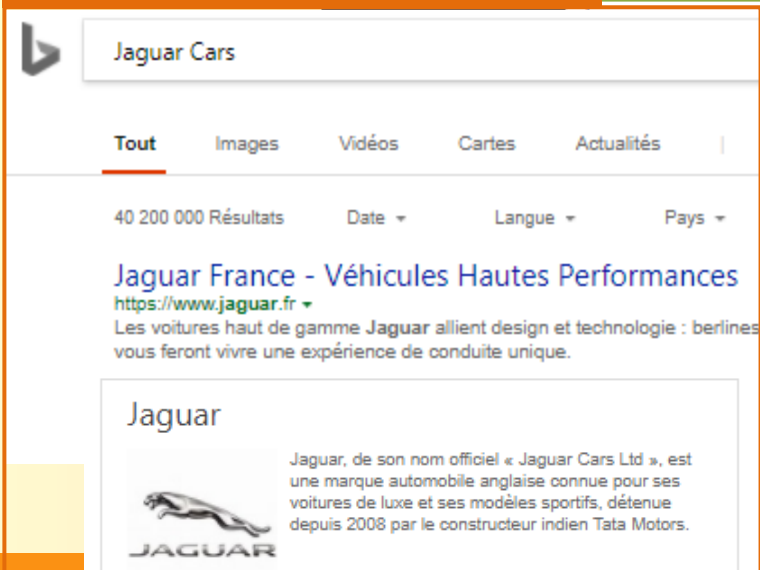 Jaguar Cars
Tout Images Vidéos Cartes Actualités
40 200 000 Résultats Date Langue Pays
Jaguar France - Véhicules Hautes Performances
https://www.jaguar.fr
Les voitures haut de gamme Jaguar allient design et technologie : berlines
vous feront vivre une expérience de conduite unique.
Jaguar
Jaguar, de son nom officiel « Jaguar Cars Ltd », est
une marque automobile anglaise connue pour ses
voitures de luxe et ses modèles sportifs, détenue
depuis 2008 par le constructeur indien Tata Motors.
JAGUAR